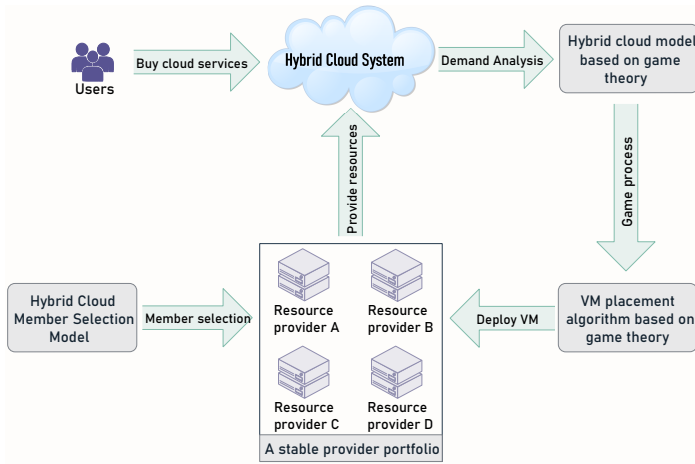 Users
Buy cloud services
Hybrid Cloud System
Demand Analysis
Hybrid cloud model
based on game
theory
Provide resources
Game process
Hybrid Cloud
Member Selection
Model
Member selection
Resource
provider A
Resource
provider B
Resource
provider C
Resource
provider D
A stable provider portfolio
Deploy VM
VM placement
algorithm based on
game theory